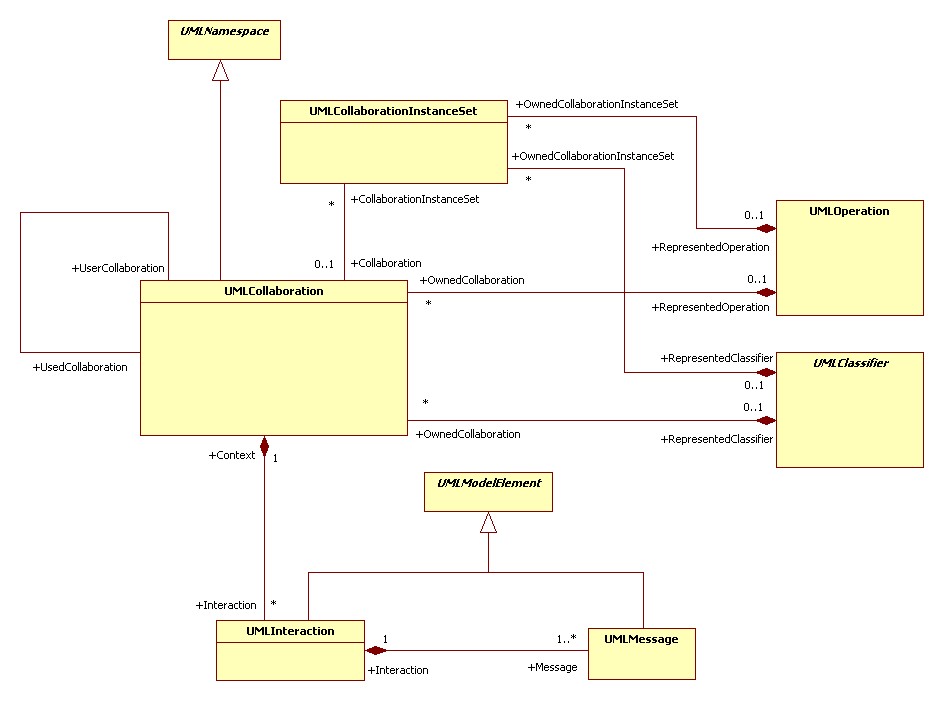 UMLNamespace
UMLCollaborationInstanceSet
+OwnedCollaborationInstanceSet
*
+OwnedCollaborationInstanceSet
*
*
+CollaborationInstanceSet
UMLOperation
0..1
+RepresentedOperation
+UserCollaboration
0..1
+Collaboration
+OwnedCollaboration
*
0..1
+RepresentedOperation
UMLCollaboration
+UsedCollaboration
+RepresentedClassifier
0..1
UMLClassifier
*
0..1
+OwnedCollaboration
+RepresentedClassifier
+Context
1
UMLModelElement
+Interaction
*
UMLInteraction
1
+Interaction
1..*
+Message
UMLMessage